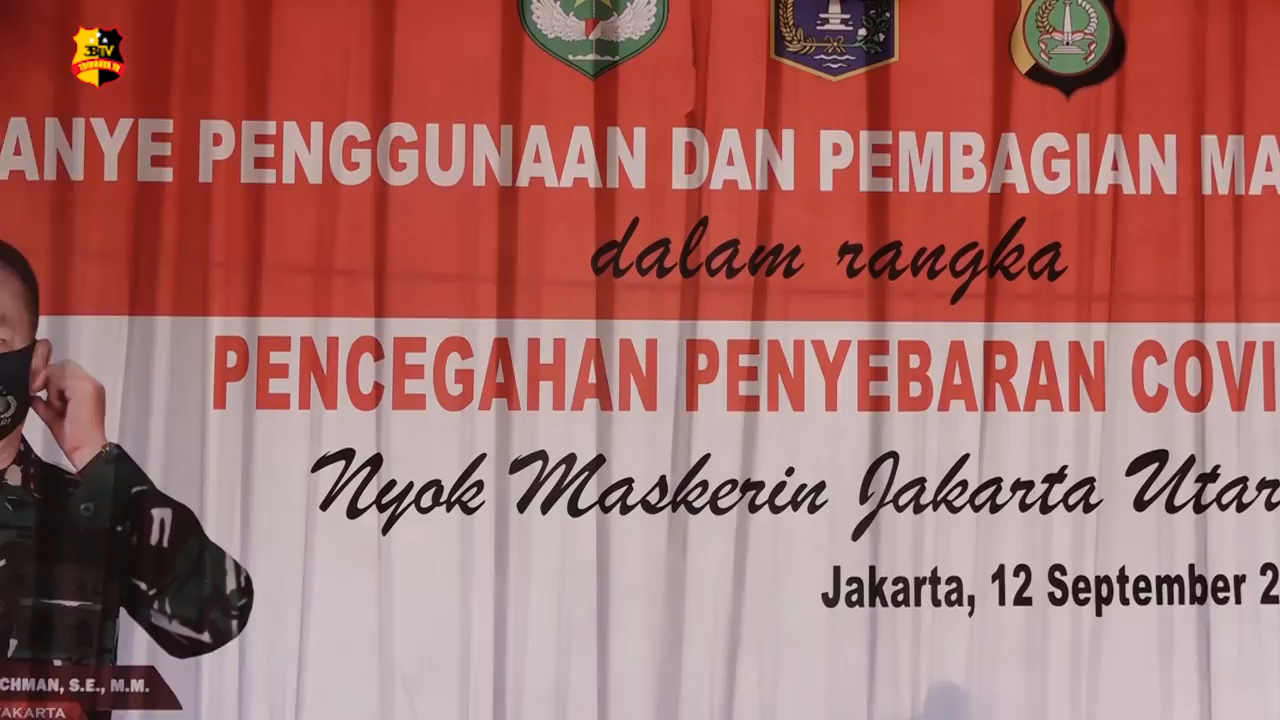 3BTV
ANYE PENGGUNAAN DAN PEMBAGIAN MA
dalam rangka
PENCEGAHAN PENYEBARAN COVI
Nyok Maskerin Jakarta Utar
Jakarta, 12 September 2
CHMAN, S.E., M.M.
AKARTA